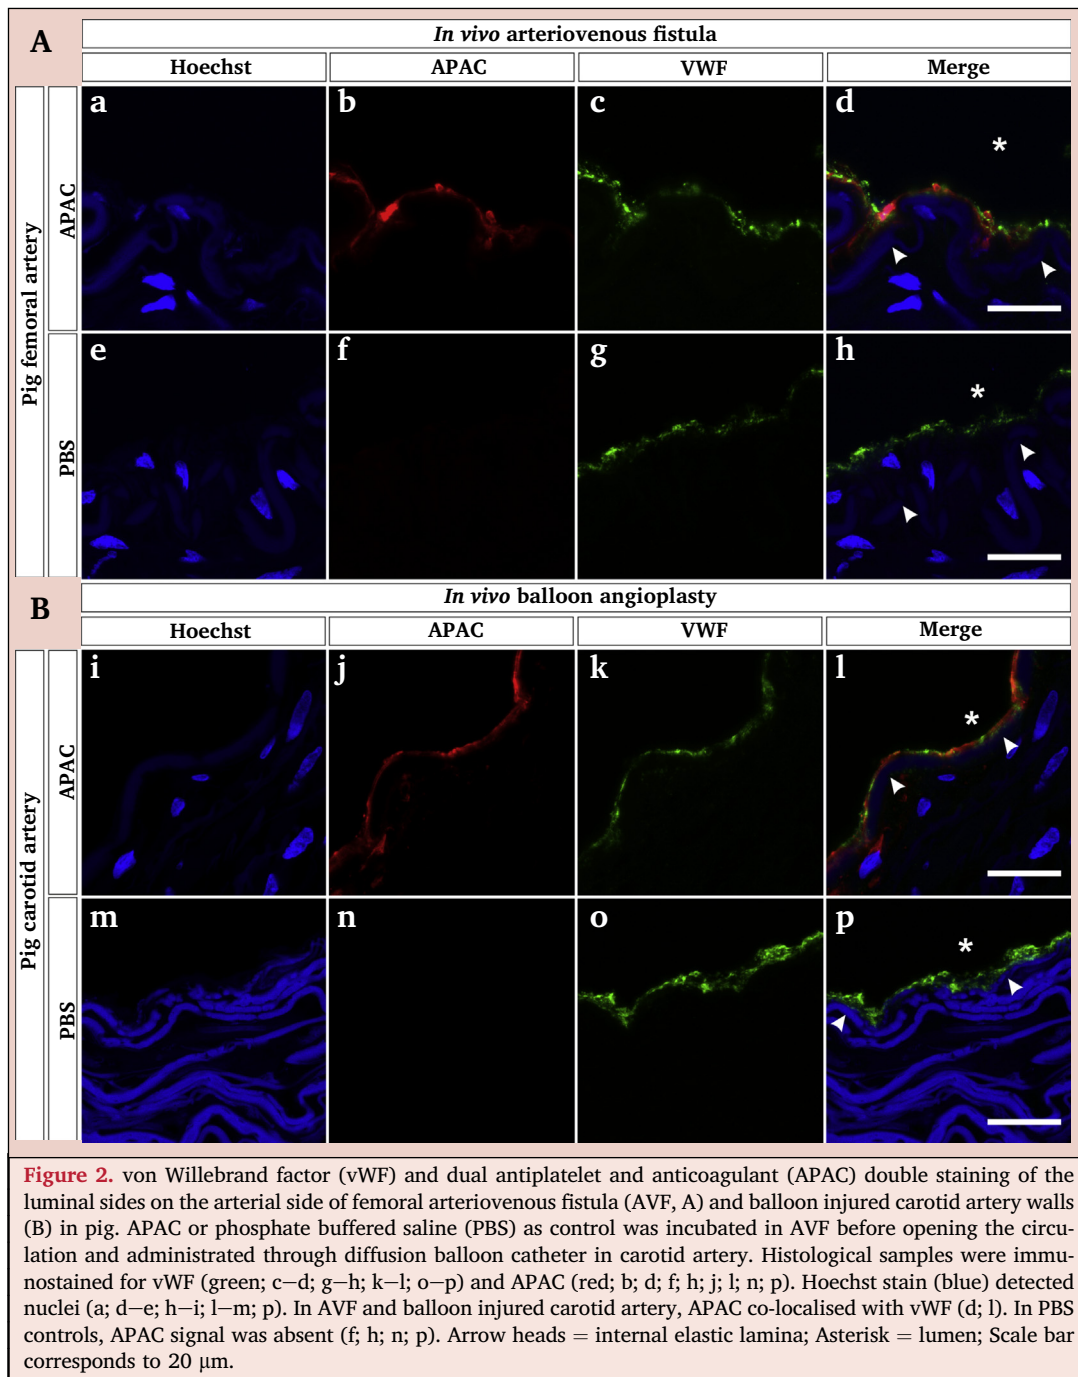 A
In vivo arteriovenous fistula
Hoechst
APAC
VWF
Merge
Pig femoral artery
APAC
a
b
c
d
*
PBS
e
f
g
h
*
B
In vivo balloon angioplasty
Hoechst
APAC
VWF
Merge
Pig carotid artery
APAC
i
j
k
l
*
PBS
m
n
o
p
*
Figure 2. von Willebrand factor (vWF) and dual antiplatelet and anticoagulant (APAC) double staining of the
luminal sides on the arterial side of femoral arteriovenous fistula (AVF, A) and balloon injured carotid artery walls
(B) in pig. APAC or phosphate buffered saline (PBS) as control was incubated in AVF before opening the circu-
lation and administrated through diffusion balloon catheter in carotid artery. Histological samples were immu-
nostained for vWF (green; c–d; g–h; k–l; o–p) and APAC (red; b; d; f; h; j; l; n; p). Hoechst stain (blue) detected
nuclei (a; d–e; h–i; l–m; p). In AVF and balloon injured carotid artery, APAC co-localised with vWF (d; l). In PBS
controls, APAC signal was absent (f; h; n; p). Arrow heads = internal elastic lamina; Asterisk = lumen; Scale bar
corresponds to 20 μm.